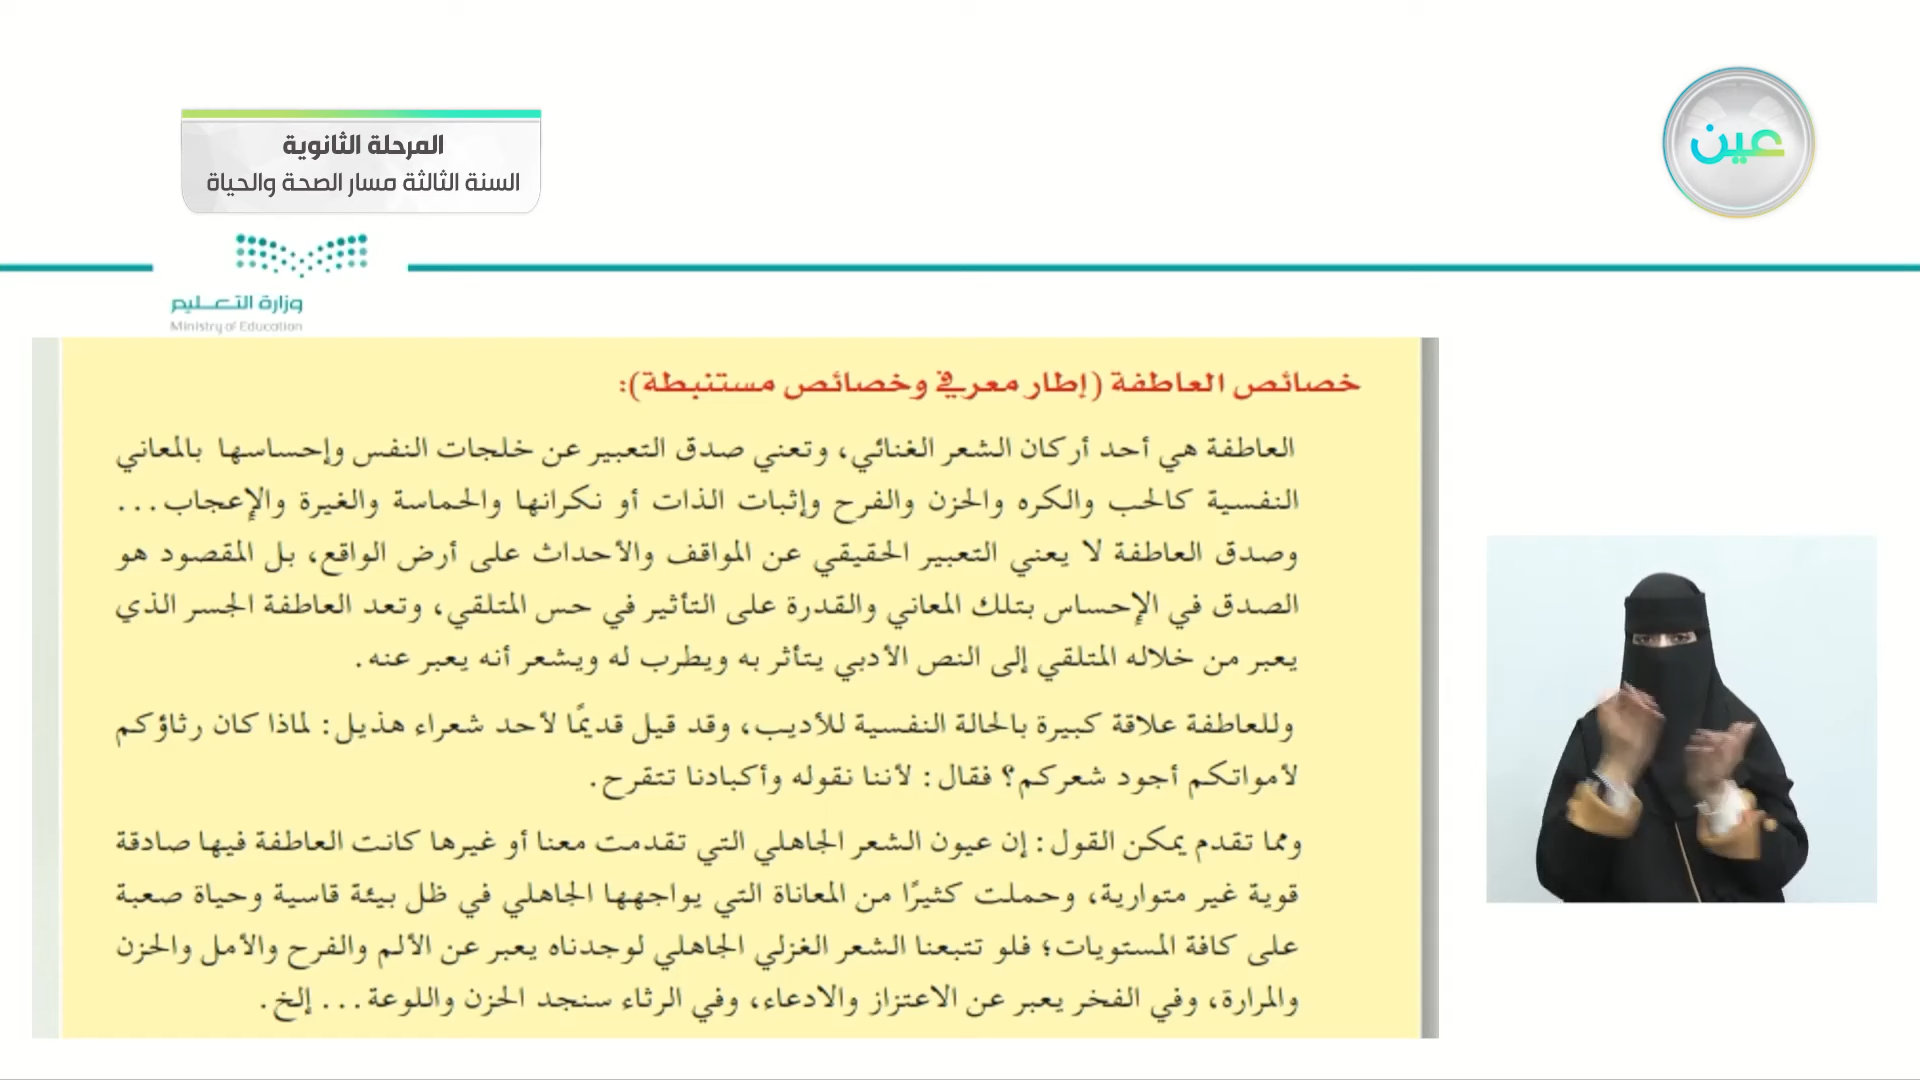 المرحلة الثانوية
السنة الثالثة مسار الصحة والحياة
عين
وزارة التعليم
Ministry of Education
خصائص العاطفة (إطار معرفي وخصائص مستنبطة):
العاطفة هي أحد أركان الشعر الغنائي، وتعني صدق التعبير عن خلجات النفس وإحساسها بالمعاني
النفسية كالحب والكره والحزن والفرح وإثبات الذات أو نكرانها والحماسة والغيرة والإعجاب...
وصدق العاطفة لا يعني التعبير الحقيقي عن المواقف والأحداث على أرض الواقع، بل المقصود هو
الصدق في الإحساس بتلك المعاني والقدرة على التأثير في حس المتلقي، وتعد العاطفة الجسر الذي
يعبر من خلاله المتلقي إلى النص الأدبي يتأثر به ويطرب له ويشعر أنه يعبر عنه.
وللعاطفة علاقة كبيرة بالحالة النفسية للأديب، وقد قيل قديمًا لأحد شعراء هذيل: لماذا كان رثاؤكم
لأمواتكم أجود شعركم؟ فقال: لأننا نقوله وأكبادنا تتقرح.
ومما تقدم يمكن القول: إن عيون الشعر الجاهلي التي تقدمت معنا أو غيرها كانت العاطفة فيها صادقة
قوية غير متوارية، وحملت كثيرًا من المعاناة التي يواجهها الجاهلي في ظل بيئة قاسية وحياة صعبة
على كافة المستويات؛ فلو تتبعنا الشعر الغزلي الجاهلي لوجدناه يعبر عن الألم والفرح والأمل والحزن
والمرارة، وفي الفخر يعبر عن الاعتزاز والادعاء، وفي الرثاء سنجد الحزن واللوعة... إلخ.